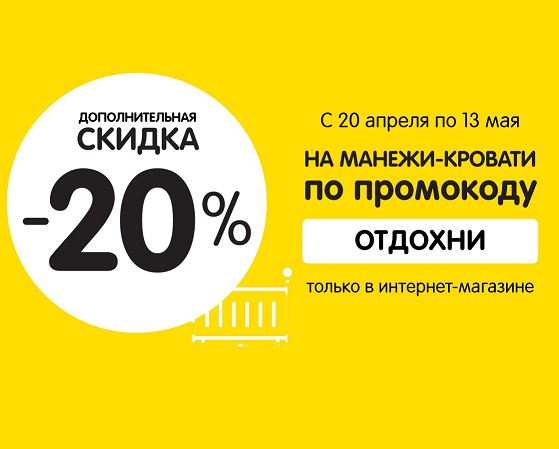 ДОПОЛНИТЕЛЬНАЯ
СКИДКА
-20%
С 20 апреля по 13 мая
НА МАНЕЖИ-КРОВАТИ
по промокоду
ОТДОХНИ
только в интернет-магазине